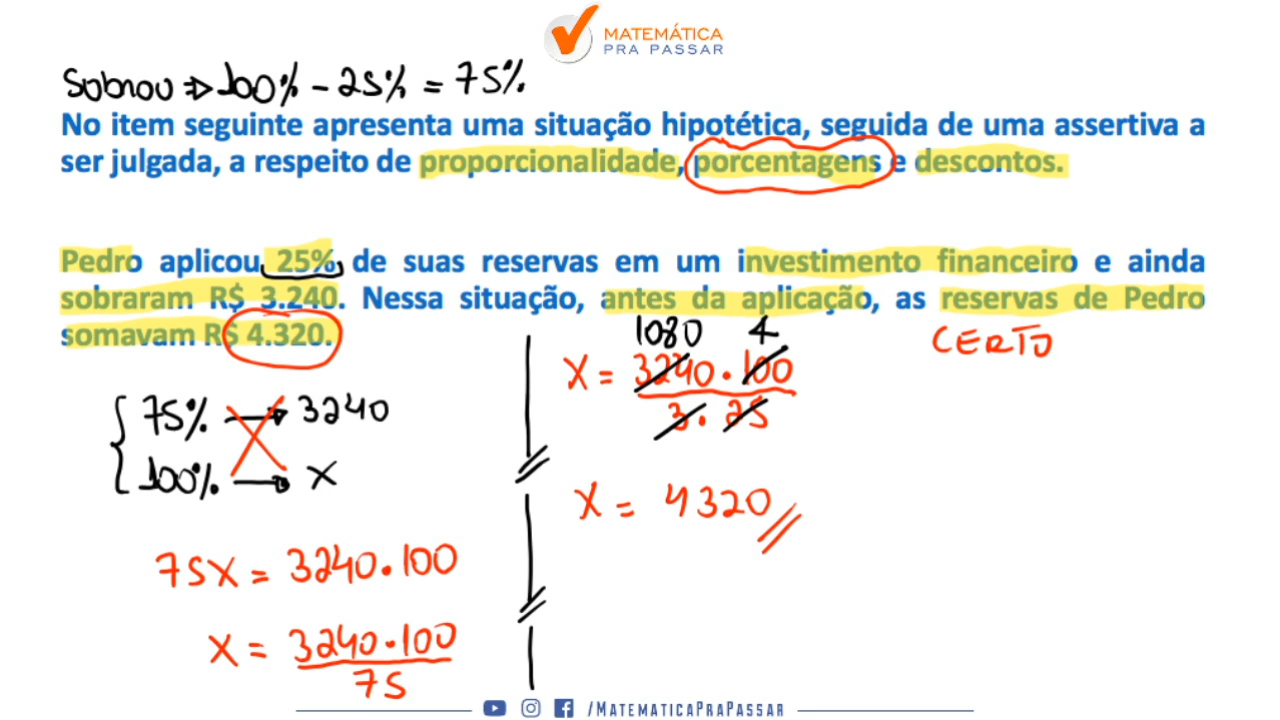 MATEMÁTICA
PRA PASSAR
Sobrou ⇒ 100% - 25% = 75%
No item seguinte apresenta uma situação hipotética, seguida de uma assertiva a
ser julgada, a respeito de proporcionalidade, porcentagens e descontos.
Pedro aplicou 25% de suas reservas em um investimento financeiro e ainda
sobraram R$ 3.240. Nessa situação, antes da aplicação, as reservas de Pedro
somavam R$ 4.320.
CERTO
75% → 3240
100% → X
75X = 3240.100
X = 3240.100
75
1080 4
X = 3240 . 100
3 . 25
X = 4320
/MATEMATICAPRAPASSAR